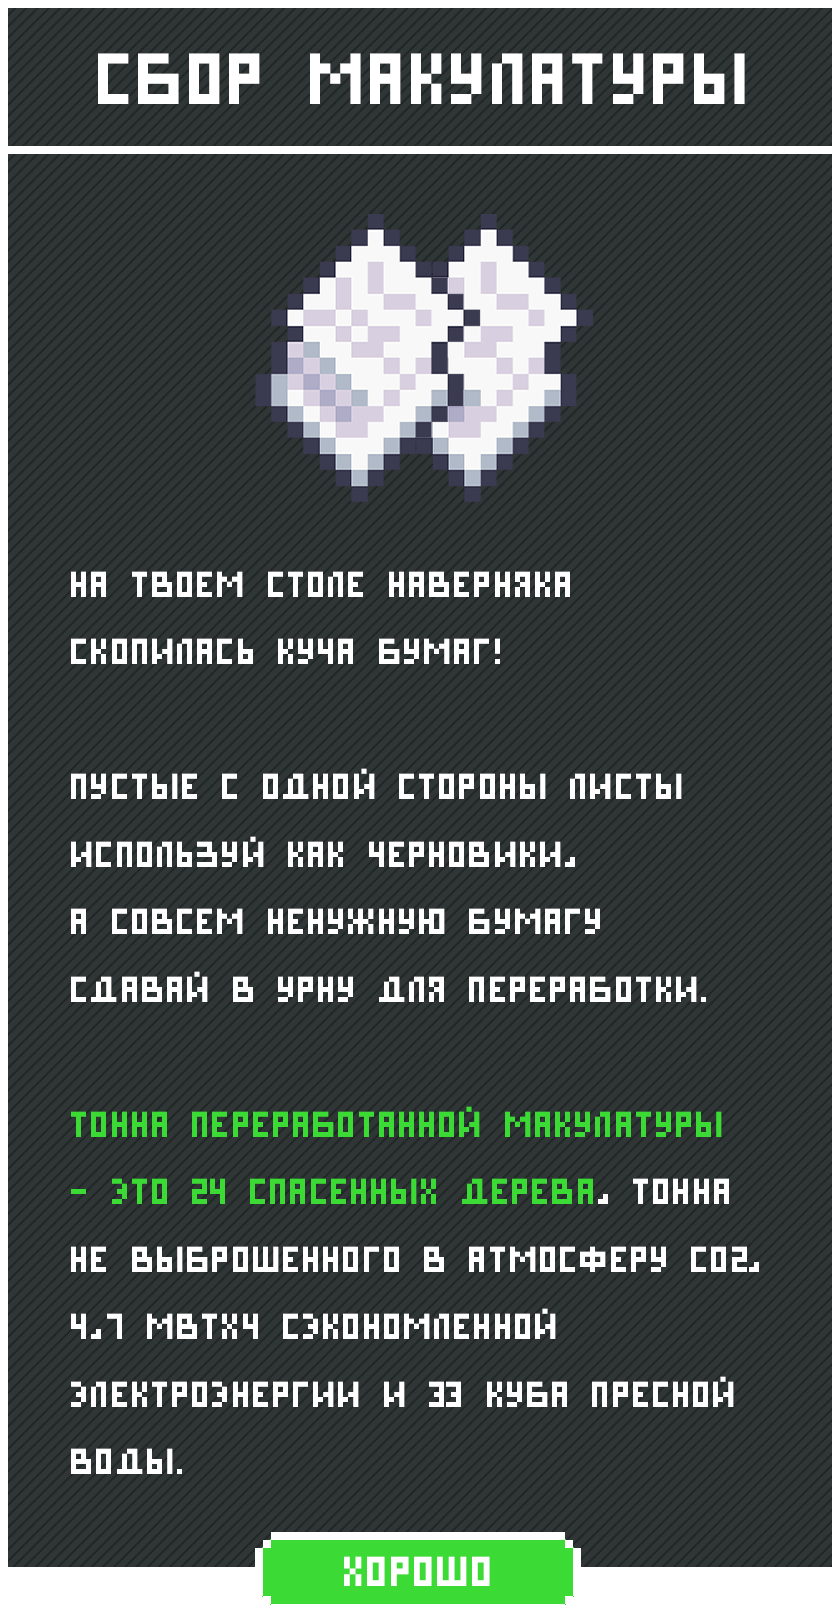 СБОР МАКУЛАТУРЫ
НА ТВОЕМ СТОЛЕ НАВЕРНЯКА
СКОПИЛАСЬ КУЧА БУМАГ!
ПУСТЫЕ С ОДНОЙ СТОРОНЫ ЛИСТЫ
ИСПОЛЬЗУЙ КАК ЧЕРНОВИКИ,
А СОВСЕМ НЕНУЖНУЮ БУМАГУ
СДАВАЙ В УРНУ ДЛЯ ПЕРЕРАБОТКИ.
ТОННА ПЕРЕРАБОТАННОЙ МАКУЛАТУРЫ
- ЭТО 24 СПАСЕННЫХ ДЕРЕВА, ТОННА
НЕ ВЫБРОШЕННОГО В АТМОСФЕРУ СО2,
4,7 МВТХЧ СЭКОНОМЛЕННОЙ
ЭЛЕКТРОЭНЕРГИИ И 33 КУБА ПРЕСНОЙ
ВОДЫ.
ХОРОШО